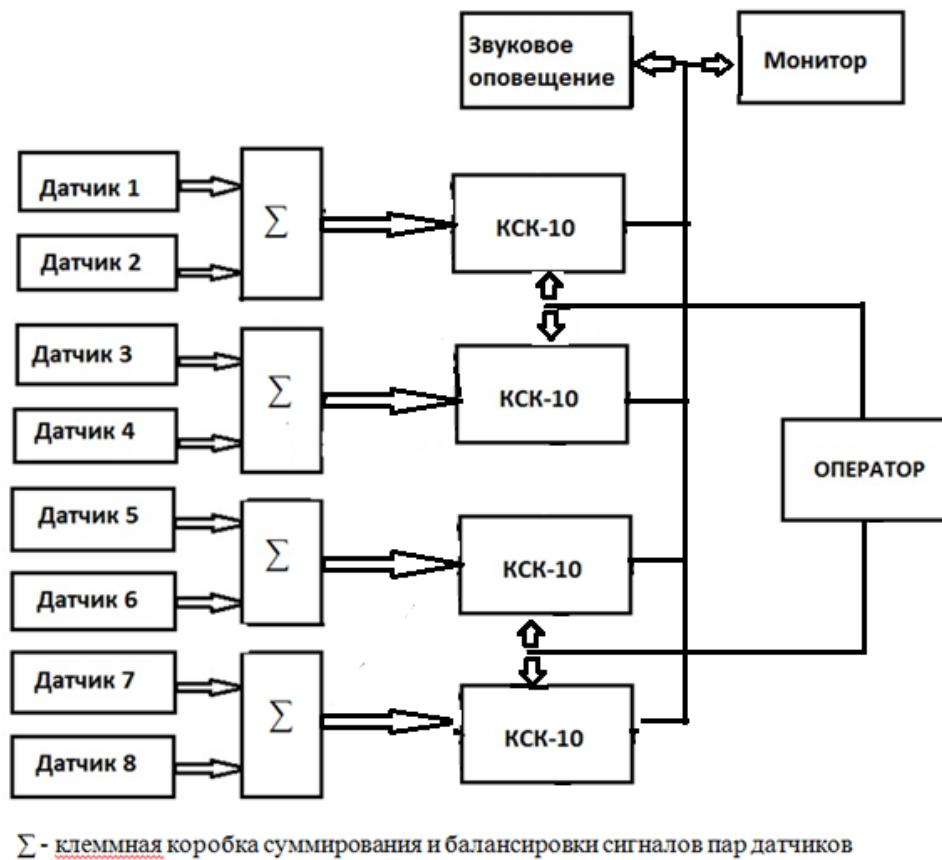 Звуковое
оповещение
Монитор
Датчик 1
Датчик 2
∑
КСК-10
Датчик 3
Датчик 4
∑
КСК-10
ОПЕРАТОР
Датчик 5
Датчик 6
∑
КСК-10
Датчик 7
Датчик 8
∑
КСК-10
∑ - клеммная коробка суммирования и балансировки сигналов пар датчиков